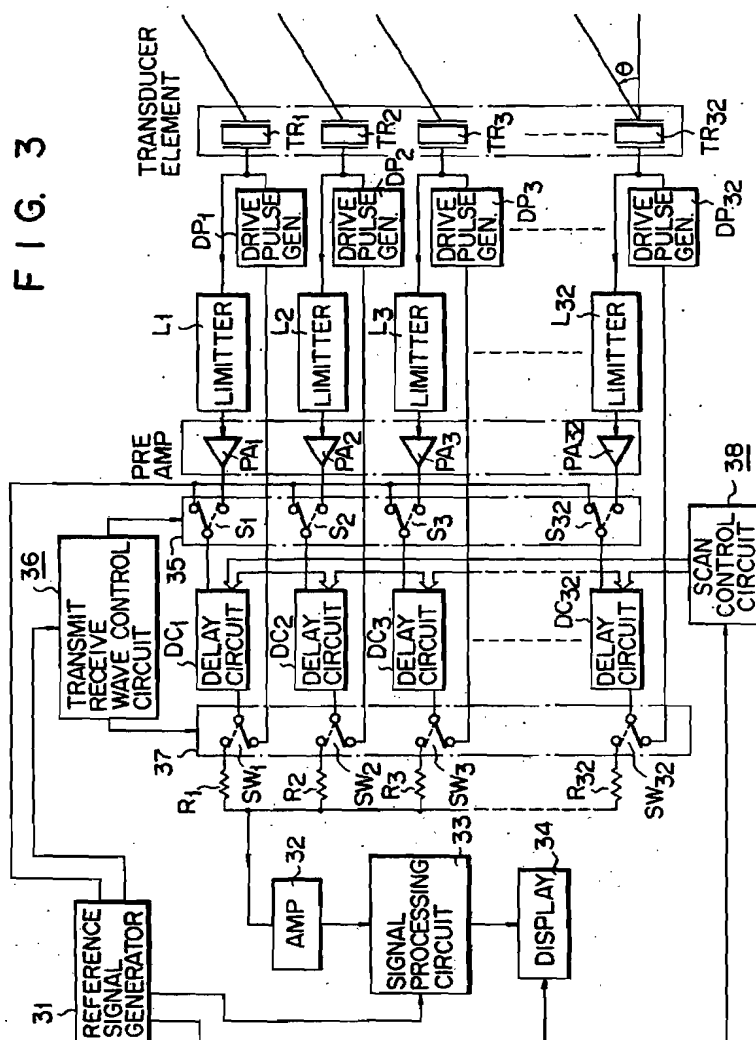 FIG. 3
TRANSDUCER
ELEMENT
TR1
TR2
TR3
TR32
θ
DP1
DRIVE
PULSE
GEN.
DP2
DRIVE
PULSE
GEN.
DP3
DRIVE
PULSE
GEN.
DP32
DRIVE
PULSE
GEN.
L1
LIMITTER
L2
LIMITTER
L3
LIMITTER
L32
LIMITTER
PRE
AMP
PA1
PA2
PA3
PA32
35
S1
S2
S3
S32
36
TRANSMIT
RECEIVE
WAVE CONTROL
CIRCUIT
DC1
DELAY
CIRCUIT
DC2
DELAY
CIRCUIT
DC3
DELAY
CIRCUIT
DC32
DELAY
CIRCUIT
38
SCAN
CONTROL
CIRCUIT
37
SW1
SW2
SW3
SW32
R1
R2
R3
R32
31
REFERENCE
SIGNAL
GENERATOR
32
AMP
33
SIGNAL
PROCESSING
CIRCUIT
34
DISPLAY